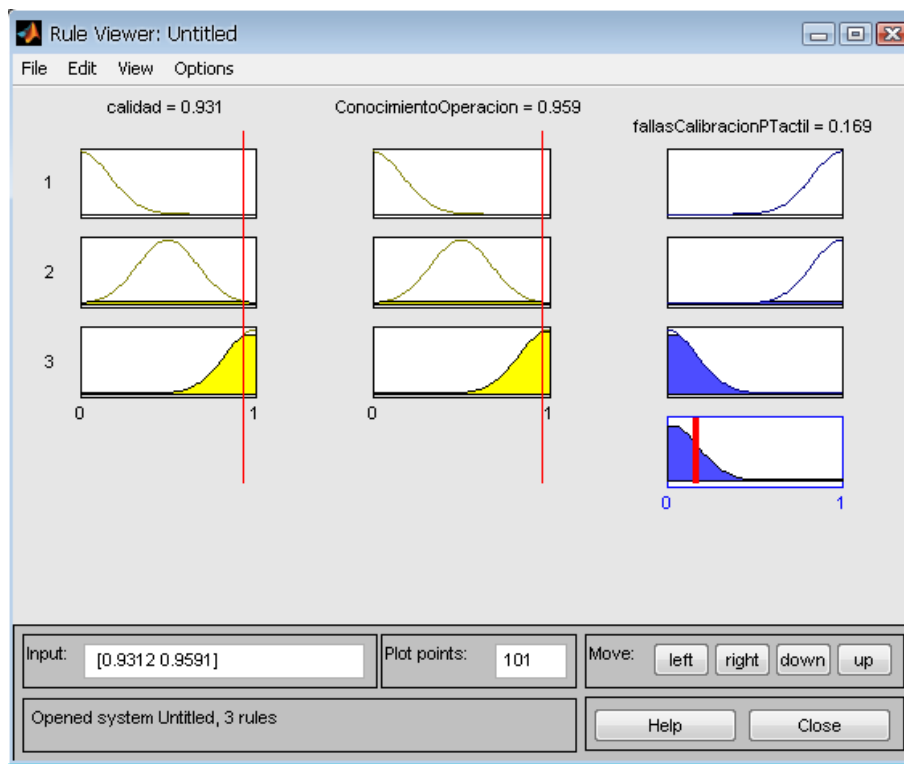 Rule Viewer: Untitled
File Edit View Options
calidad = 0.931 ConocimientoOperacion = 0.959
fallasCalibracionPTactil = 0.169
1
2
3
0 1 0 1
0 1
Input: [0.9312 0.9591] Plot points: 101 Move: left right down up
Opened system Untitled, 3 rules Help Close